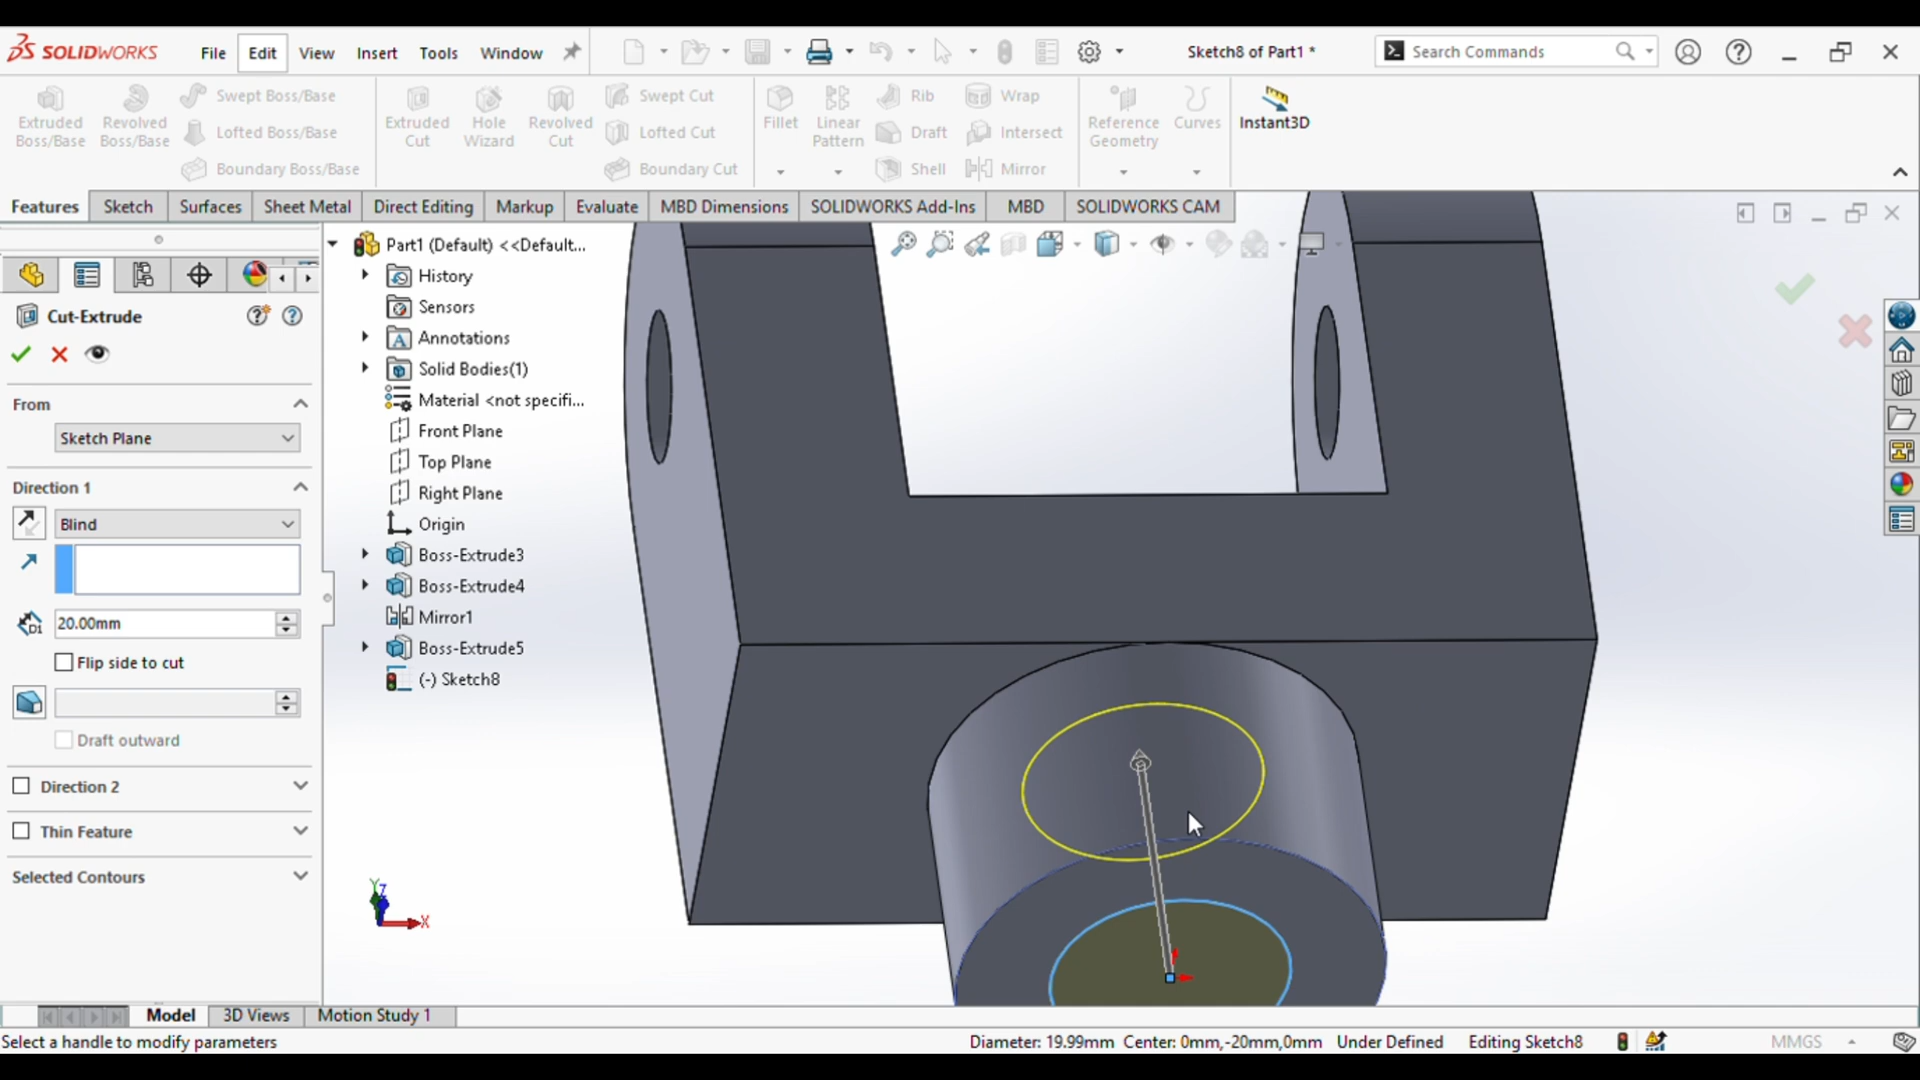 SOLIDWORKS File Edit View Insert Tools Window Sketch8 of Part1 * Search Commands
Extruded Boss/Base
Revolved Boss/Base
Swept Boss/Base
Lofted Boss/Base
Boundary Boss/Base
Extruded Cut
Hole Wizard
Revolved Cut
Swept Cut
Lofted Cut
Boundary Cut
Fillet
Linear Pattern
Rib
Draft
Shell
Wrap
Intersect
Mirror
Reference Geometry
Curves
Instant3D
Features Sketch Surfaces Sheet Metal Direct Editing Markup Evaluate MBD Dimensions SOLIDWORKS Add-Ins MBD SOLIDWORKS CAM
Cut-Extrude
From
Sketch Plane
Direction 1
Blind
D1
20.00mm
Flip side to cut
Draft outward
Direction 2
Thin Feature
Selected Contours
Part1 (Default) <<Default...
History
Sensors
Annotations
Solid Bodies(1)
Material <not specifi...
Front Plane
Top Plane
Right Plane
Origin
Boss-Extrude3
Boss-Extrude4
Mirror1
Boss-Extrude5
(-) Sketch8
Y
Z
X
Model 3D Views Motion Study 1
Select a handle to modify parameters Diameter: 19.99mm Center: 0mm,-20mm,0mm Under Defined Editing Sketch8 MMGS